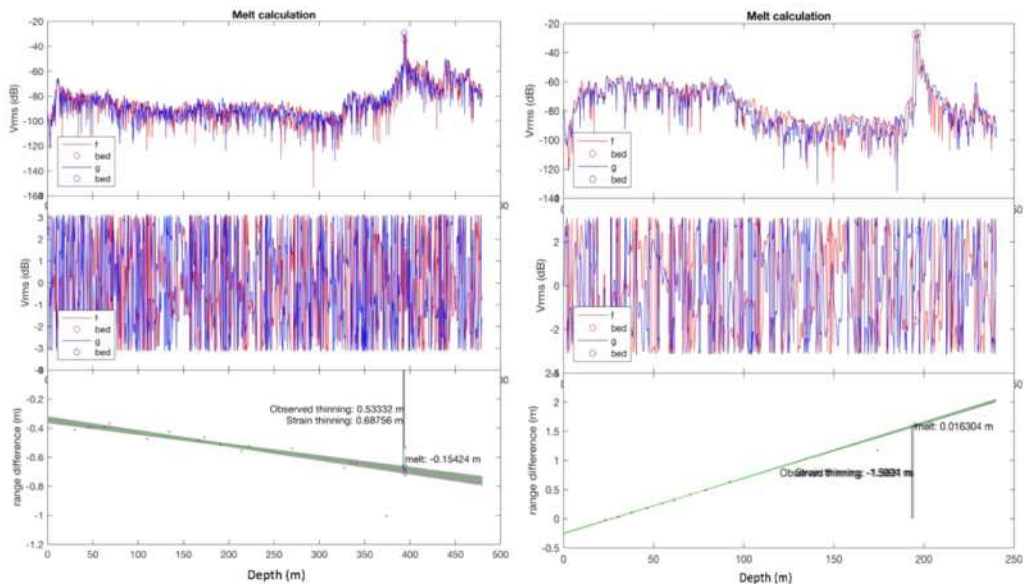 Melt calculation
-20
-40
-60
-80
-100
-120
-140
-160
Vrms (dB)
f
bed
g
bed
3
2
1
0
-1
-2
-3
Vrms (dB)
f
bed
g
bed
-0.2
-0.4
-0.6
-0.8
-1
-1.2
range difference (m)
Observed thinning: 0.53332 m
Strain thinning: 0.68756 m
melt: -0.15424 m
0 50 100 150 200 250 300 350 400 450 500
Depth (m)
Melt calculation
-20
-40
-60
-80
-100
-120
-140
Vrms (dB)
f
bed
g
bed
2
0
-2
Vrms (dB)
f
bed
g
bed
2
1.5
1
0.5
0
-0.5
range difference (m)
melt: 0.016304 m
0 50 100 150 200 250
Depth (m)